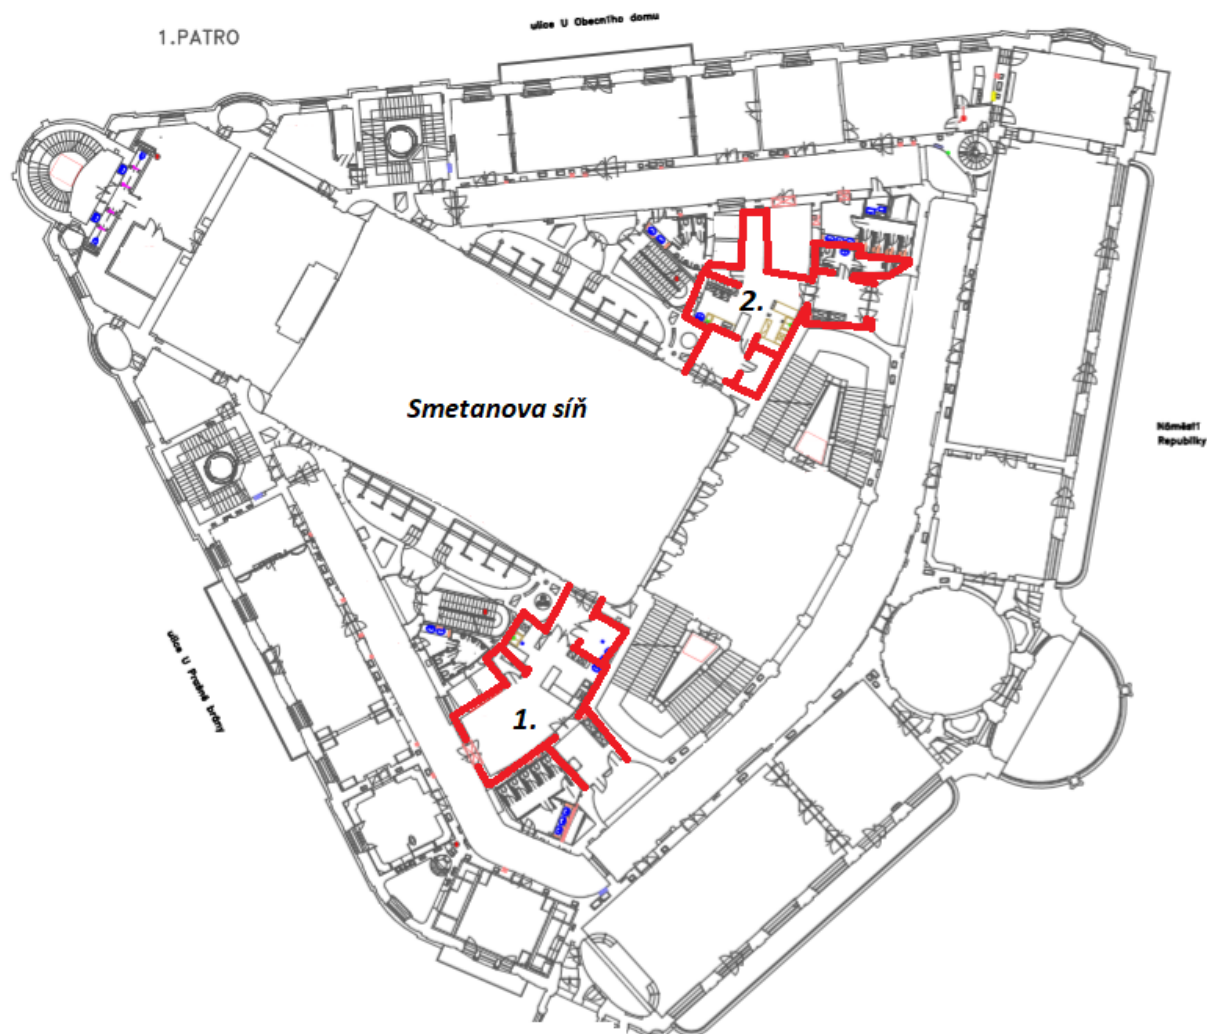 ulice U Obecního domu
1.PATRO
2.
Smetanova síň
Náměstí
Republiky
ulice U Prašné brány
1.